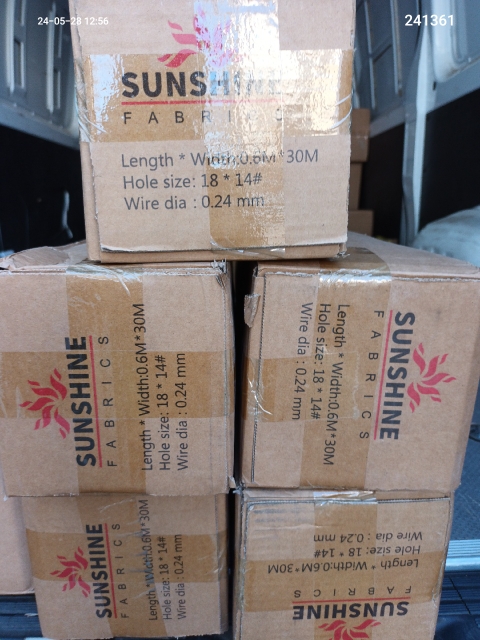 24-05-28 12:56
241361
SUNSHINE
FABRICS
Length * Width:0.6M*30M
Hole size: 18 * 14#
Wire dia : 0.24 mm
SUNSHINE
FABRICS
Length * Width:0.6M*30M
Hole size: 18 * 14#
Wire dia : 0.24 mm
SUNSHINE
FABRICS
Length * Width:0.6M*30M
Hole size: 18 * 14#
Wire dia : 0.24 mm
SUNSHINE
FABRICS
Length * Width:0.6M*30M
Hole size: 18 * 14#
Wire dia : 0.24 mm
SUNSHINE
FABRICS
Length * Width:0.6M*30M
Hole size: 18 * 14#
Wire dia : 0.24 mm